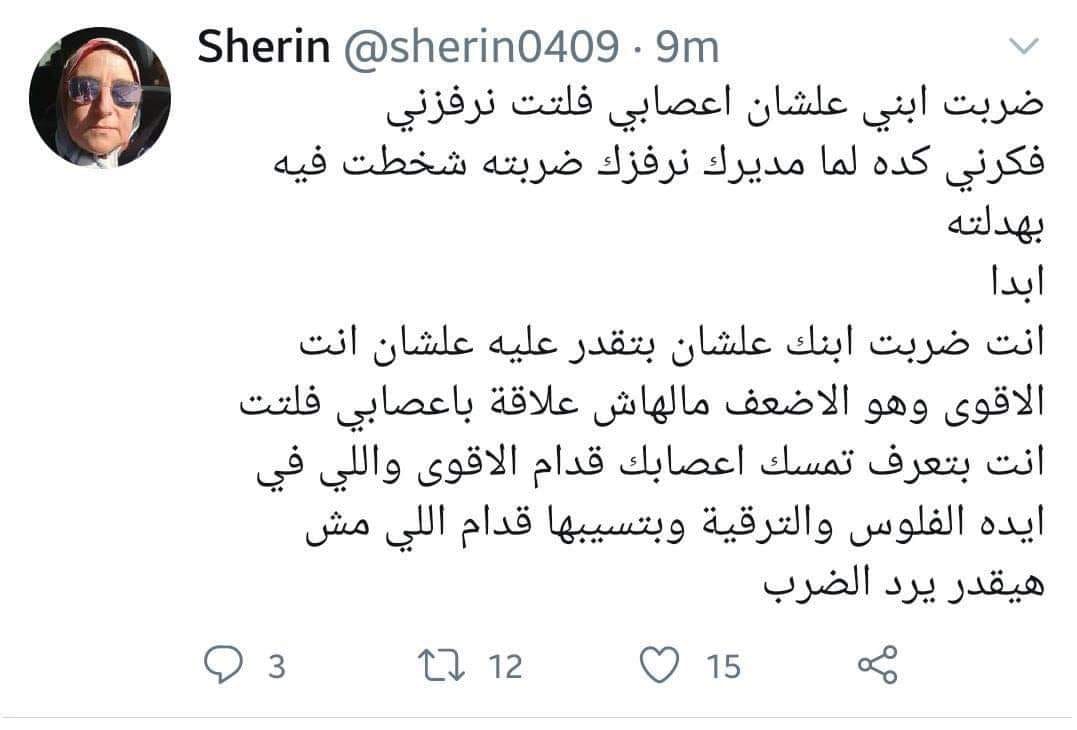 Sherin @sherin0409 · 9m
ضربت ابني علشان اعصابي فلتت نرفزني
فكرني كده لما مديرك نرفزك ضربته شخطت فيه
بهدلته
ابدا
انت ضربت ابنك علشان بتقدر عليه علشان انت
الاقوى وهو الاضعف مالهاش علاقة باعصابي فلتت
انت بتعرف تمسك اعصابك قدام الاقوى واللي في
ايده الفلوس والترقية وبتسيبها قدام اللي مش
هيقدر يرد الضرب
3 12 15